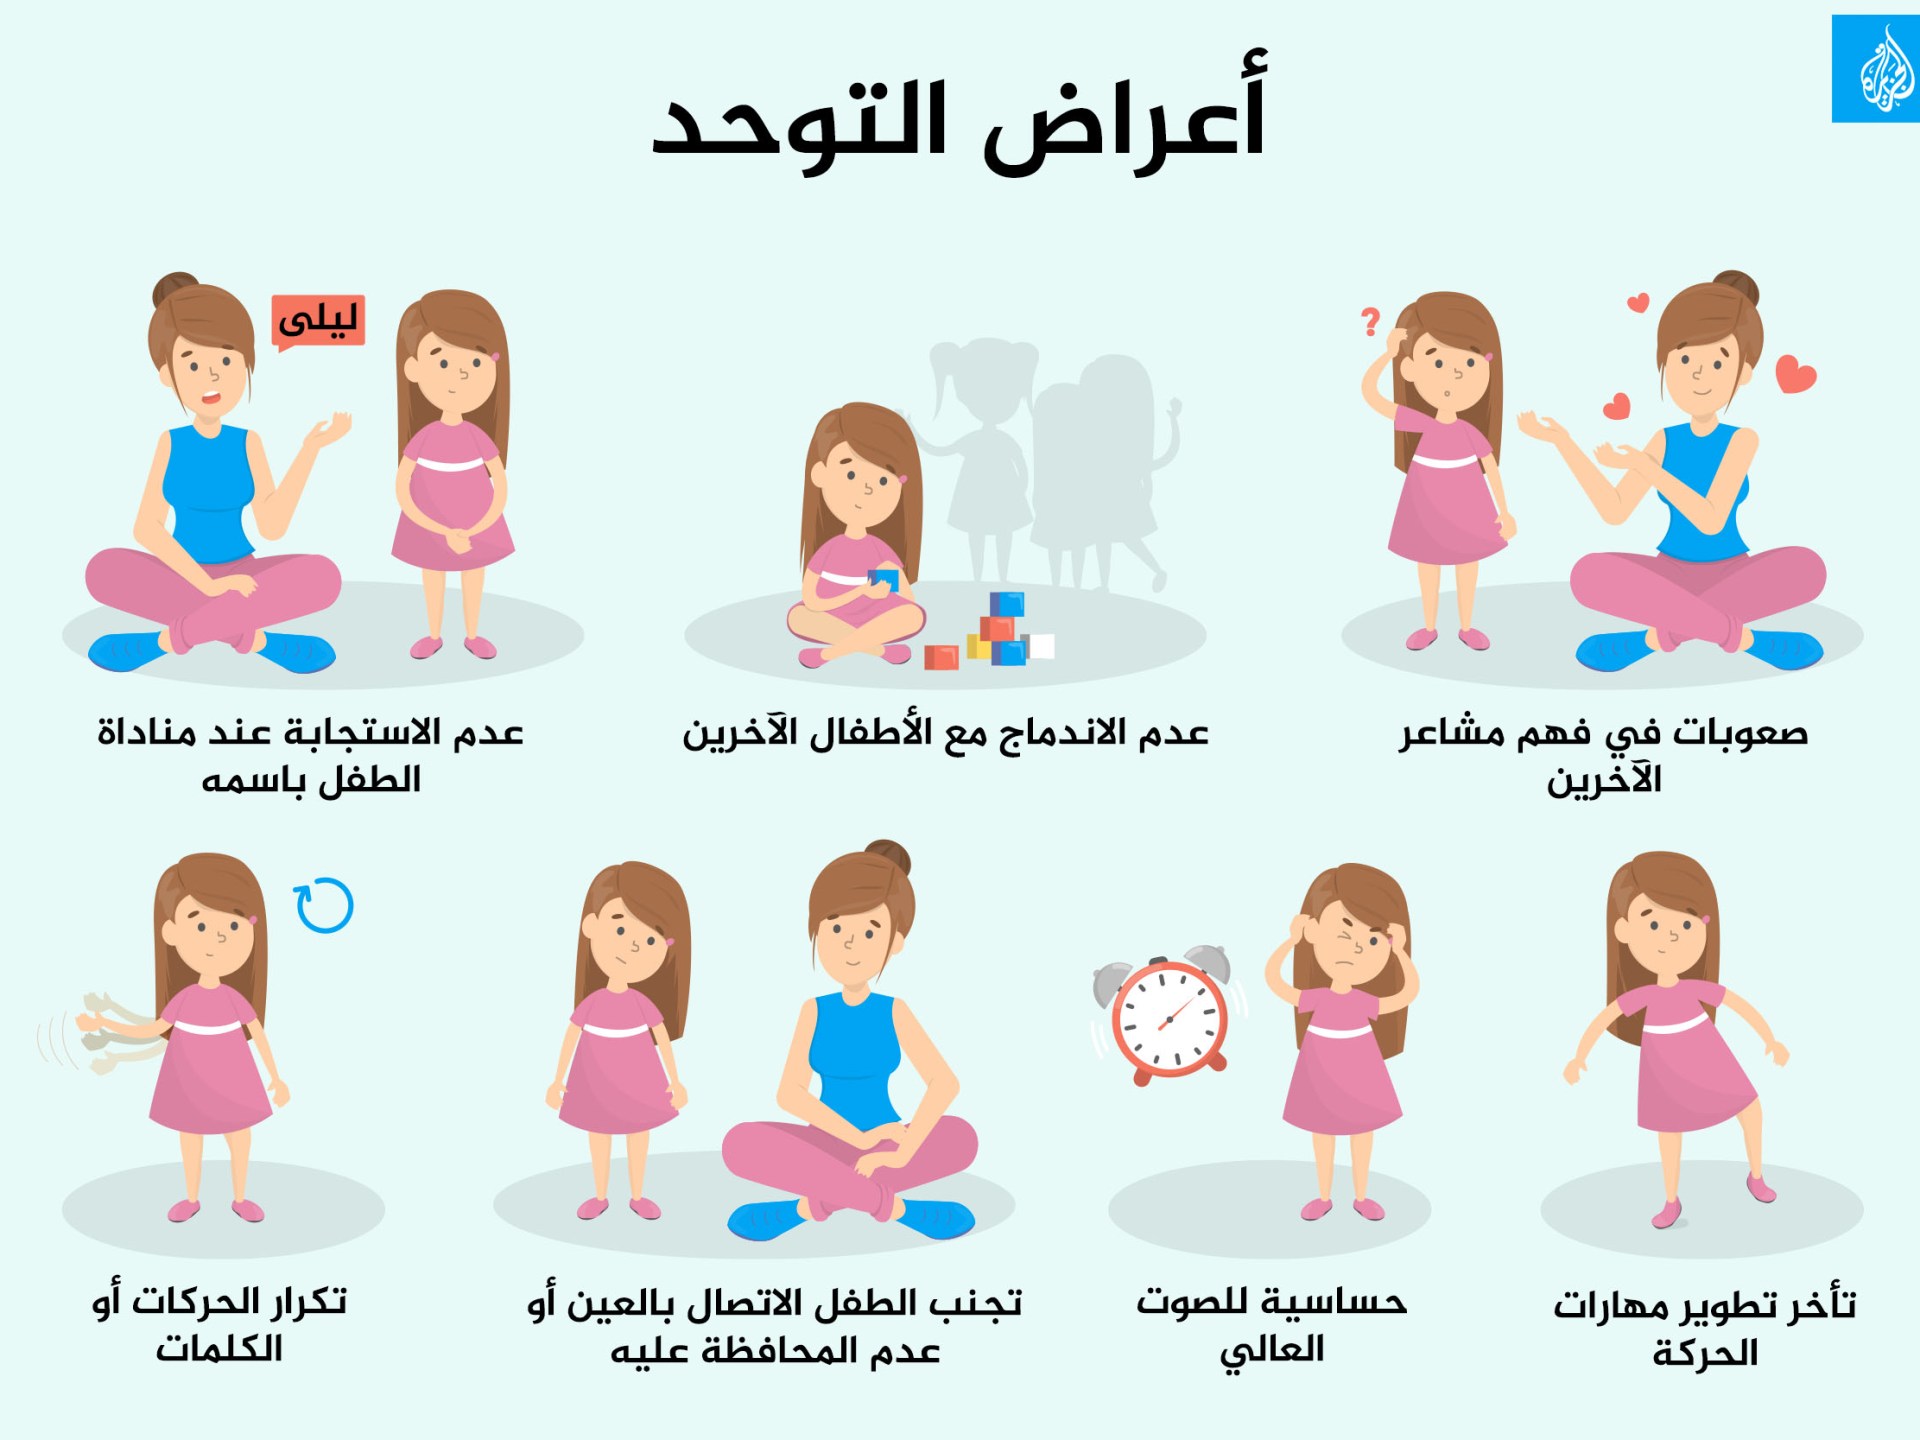 الجزيرة
أعراض التوحد
صعوبات في فهم مشاعر
الآخرين
?
عدم الاندماج مع الأطفال الآخرين
ليلى
عدم الاستجابة عند مناداة
الطفل باسمه
تأخر تطوير مهارات
الحركة
حساسية للصوت
العالي
تجنب الطفل الاتصال بالعين أو
عدم المحافظة عليه
تكرار الحركات أو
الكلمات